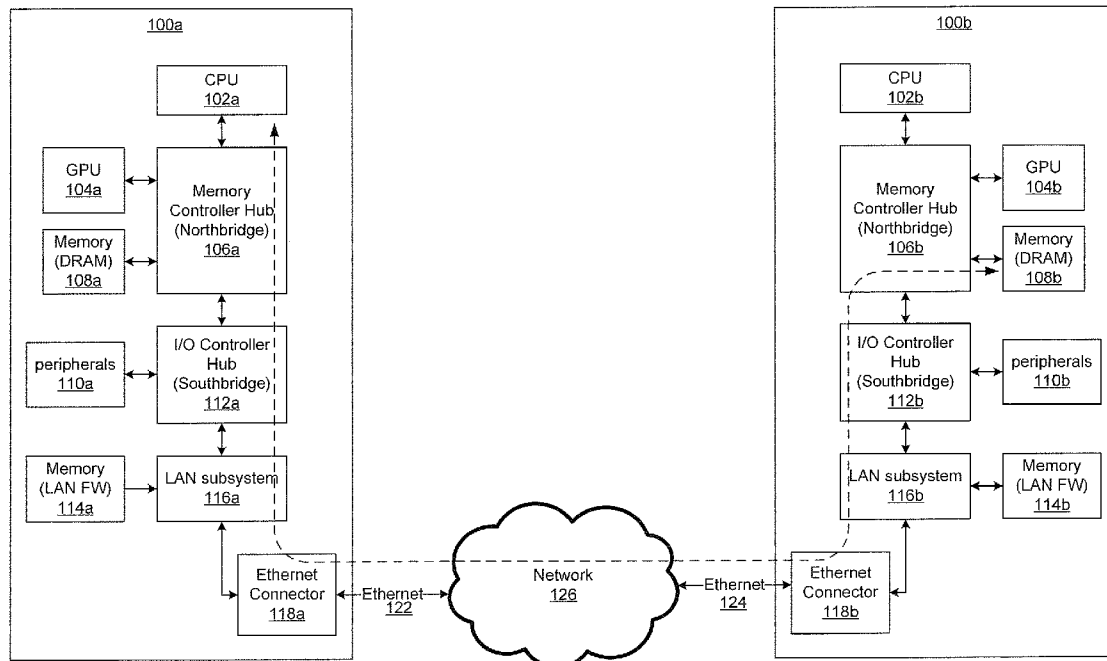 100a
CPU
102a
GPU
104a
Memory
Controller Hub
(Northbridge)
106a
Memory
(DRAM)
108a
I/O Controller
Hub
(Southbridge)
112a
peripherals
110a
Memory
(LAN FW)
114a
LAN subsystem
116a
Ethernet
Connector
118a
Ethernet
122
Network
126
Ethernet
124
100b
CPU
102b
Memory
Controller Hub
(Northbridge)
106b
GPU
104b
Memory
(DRAM)
108b
I/O Controller
Hub
(Southbridge)
112b
peripherals
110b
LAN subsystem
116b
Memory
(LAN FW)
114b
Ethernet
Connector
118b